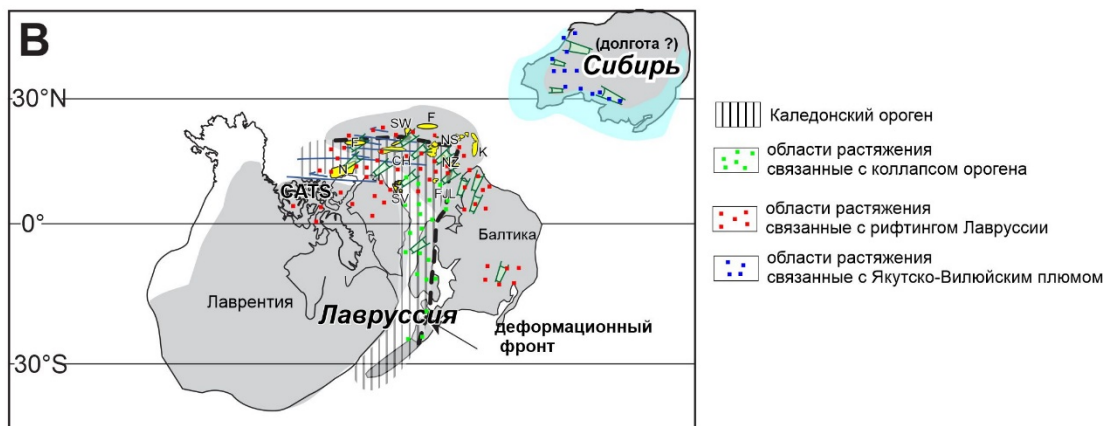 B
(долгота ?)
Сибирь
30°N
F
SW
F
NS
K
CH
NZ
N
CATS
SV
FJL
0°
Балтика
Лаврентия
Лавруссия
деформационный
фронт
30°S
Каледонский ороген
области растяжения
связанные с коллапсом орогена
области растяжения
связанные с рифтингом Лавруссии
области растяжения
связанные с Якутско-Вилюйским плюмом